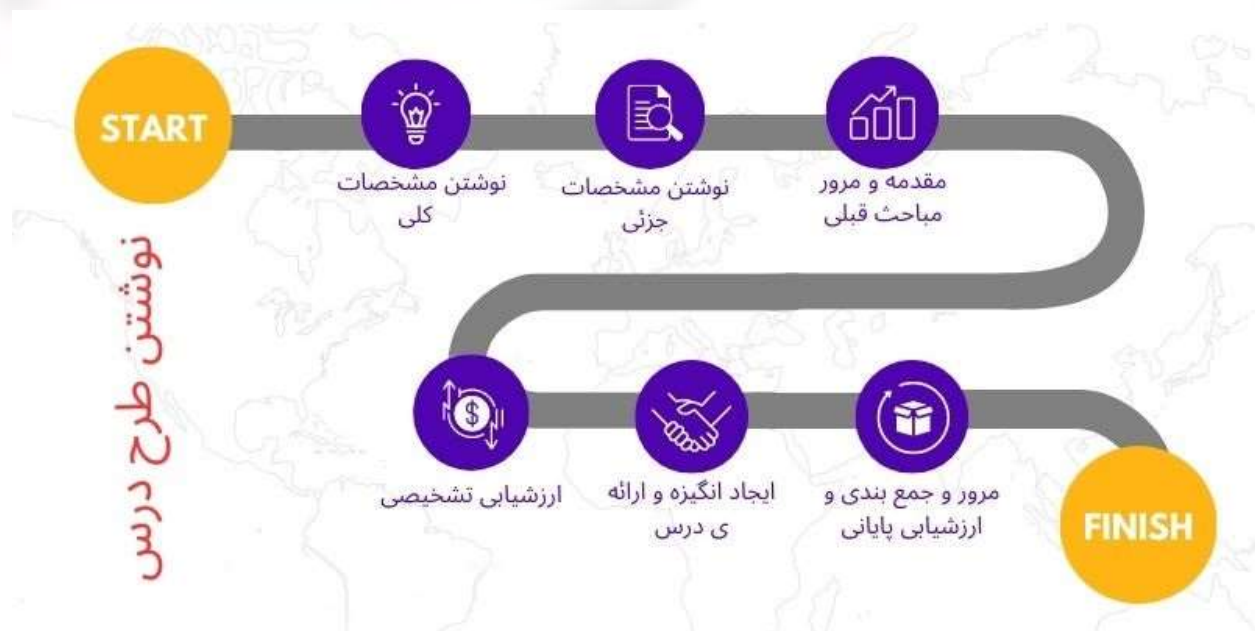 START
نوشتن مشخصات
کلی
نوشتن مشخصات
جزئی
مقدمه و مرور
مباحث قبلی
نوشتن طرح درس
ارزشیابی تشخیصی
ایجاد انگیزه و ارائه
ی درس
مرور و جمع بندی و
ارزشیابی پایانی
FINISH